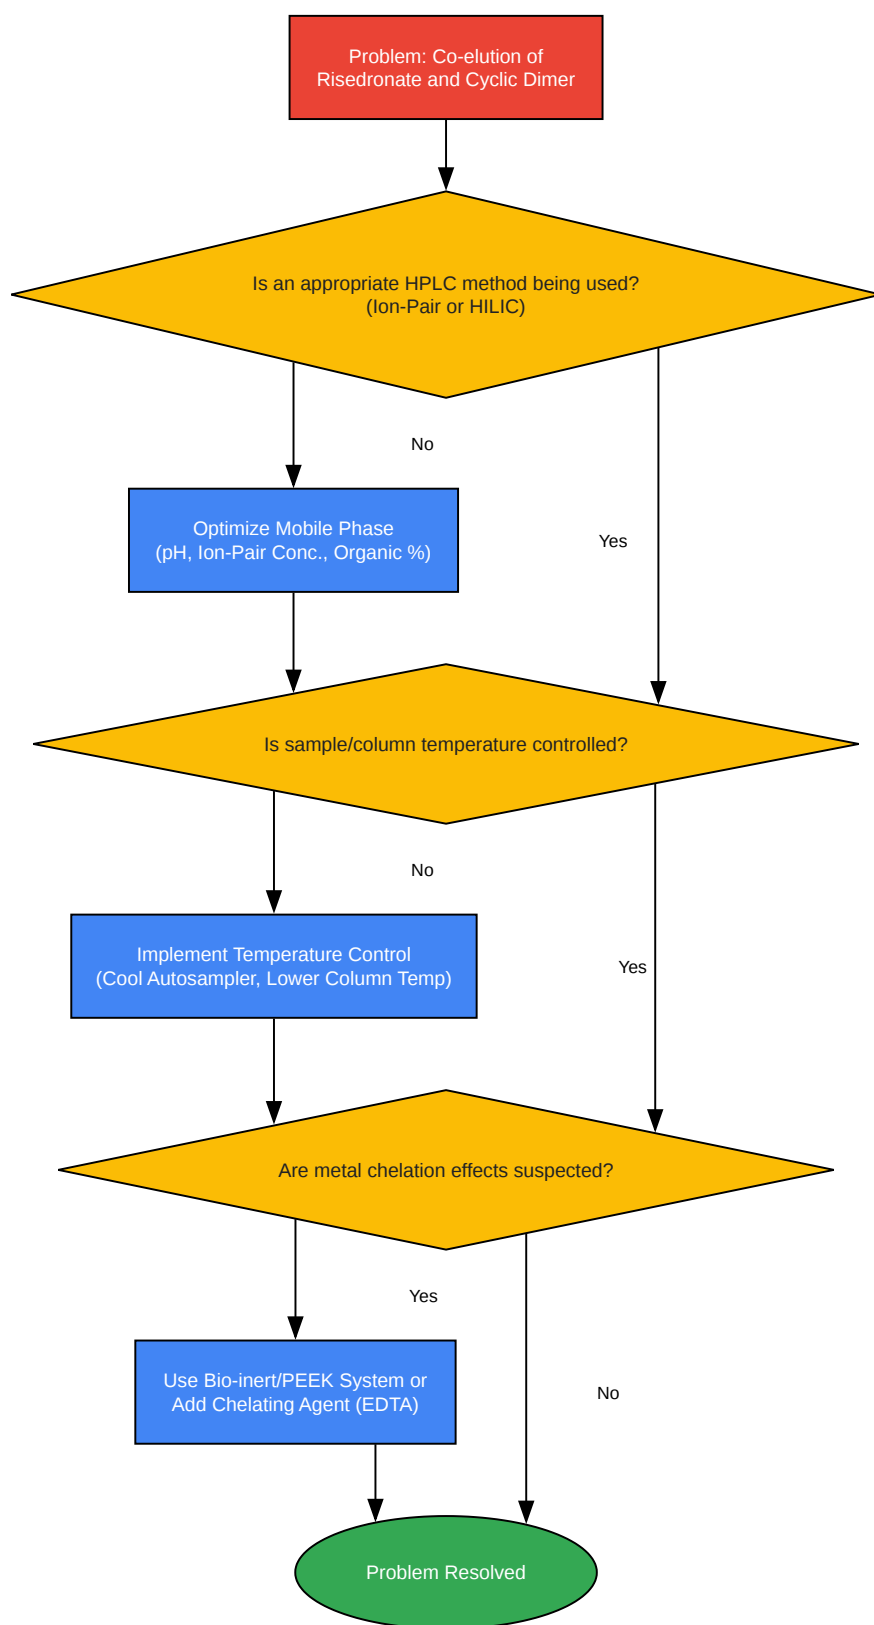 Problem: Co-elution of
Risedronate and Cyclic Dimer
Is an appropriate HPLC method being used?
(Ion-Pair or HILIC)
No
Optimize Mobile Phase
(pH, Ion-Pair Conc., Organic %)
Yes
Is sample/column temperature controlled?
No
Implement Temperature Control
(Cool Autosampler, Lower Column Temp)
Yes
Are metal chelation effects suspected?
Yes
Use Bio-inert/PEEK System or
Add Chelating Agent (EDTA)
No
Problem Resolved